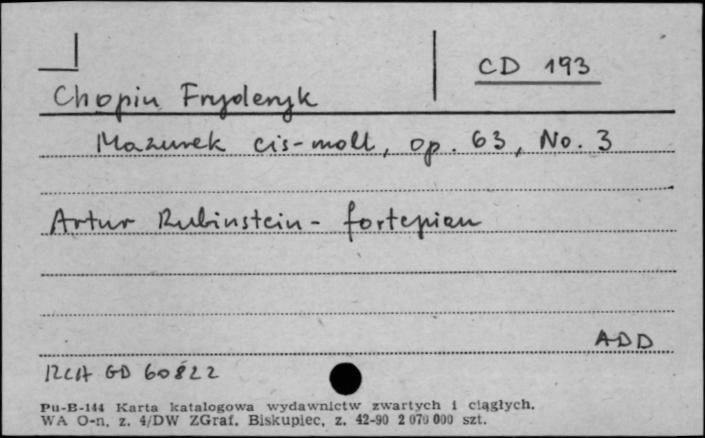 CD 193
Chopin Fryderyk
Mazurek cis-moll, op. 63, No. 3
Artur Rubinstein - fortepian
ADD
RCA GD 60822
Pu-B-144 Karta katalogowa wydawnictw zwartych i ciągłych.
WA O-n, z. 4/DW ZGraf. Biskupiec, z. 42-90 2 070 000 szt.